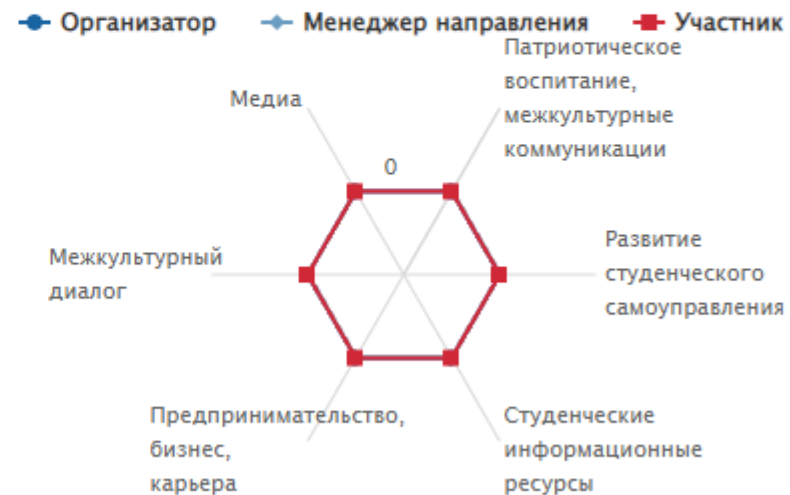 Организатор Менеджер направления Участник
Патриотическое
воспитание,
межкультурные
коммуникации
Медиа
0
Развитие
студенческого
самоуправления
Межкультурный
диалог
Предпринимательство,
бизнес,
карьера
Студенческие
информационные
ресурсы